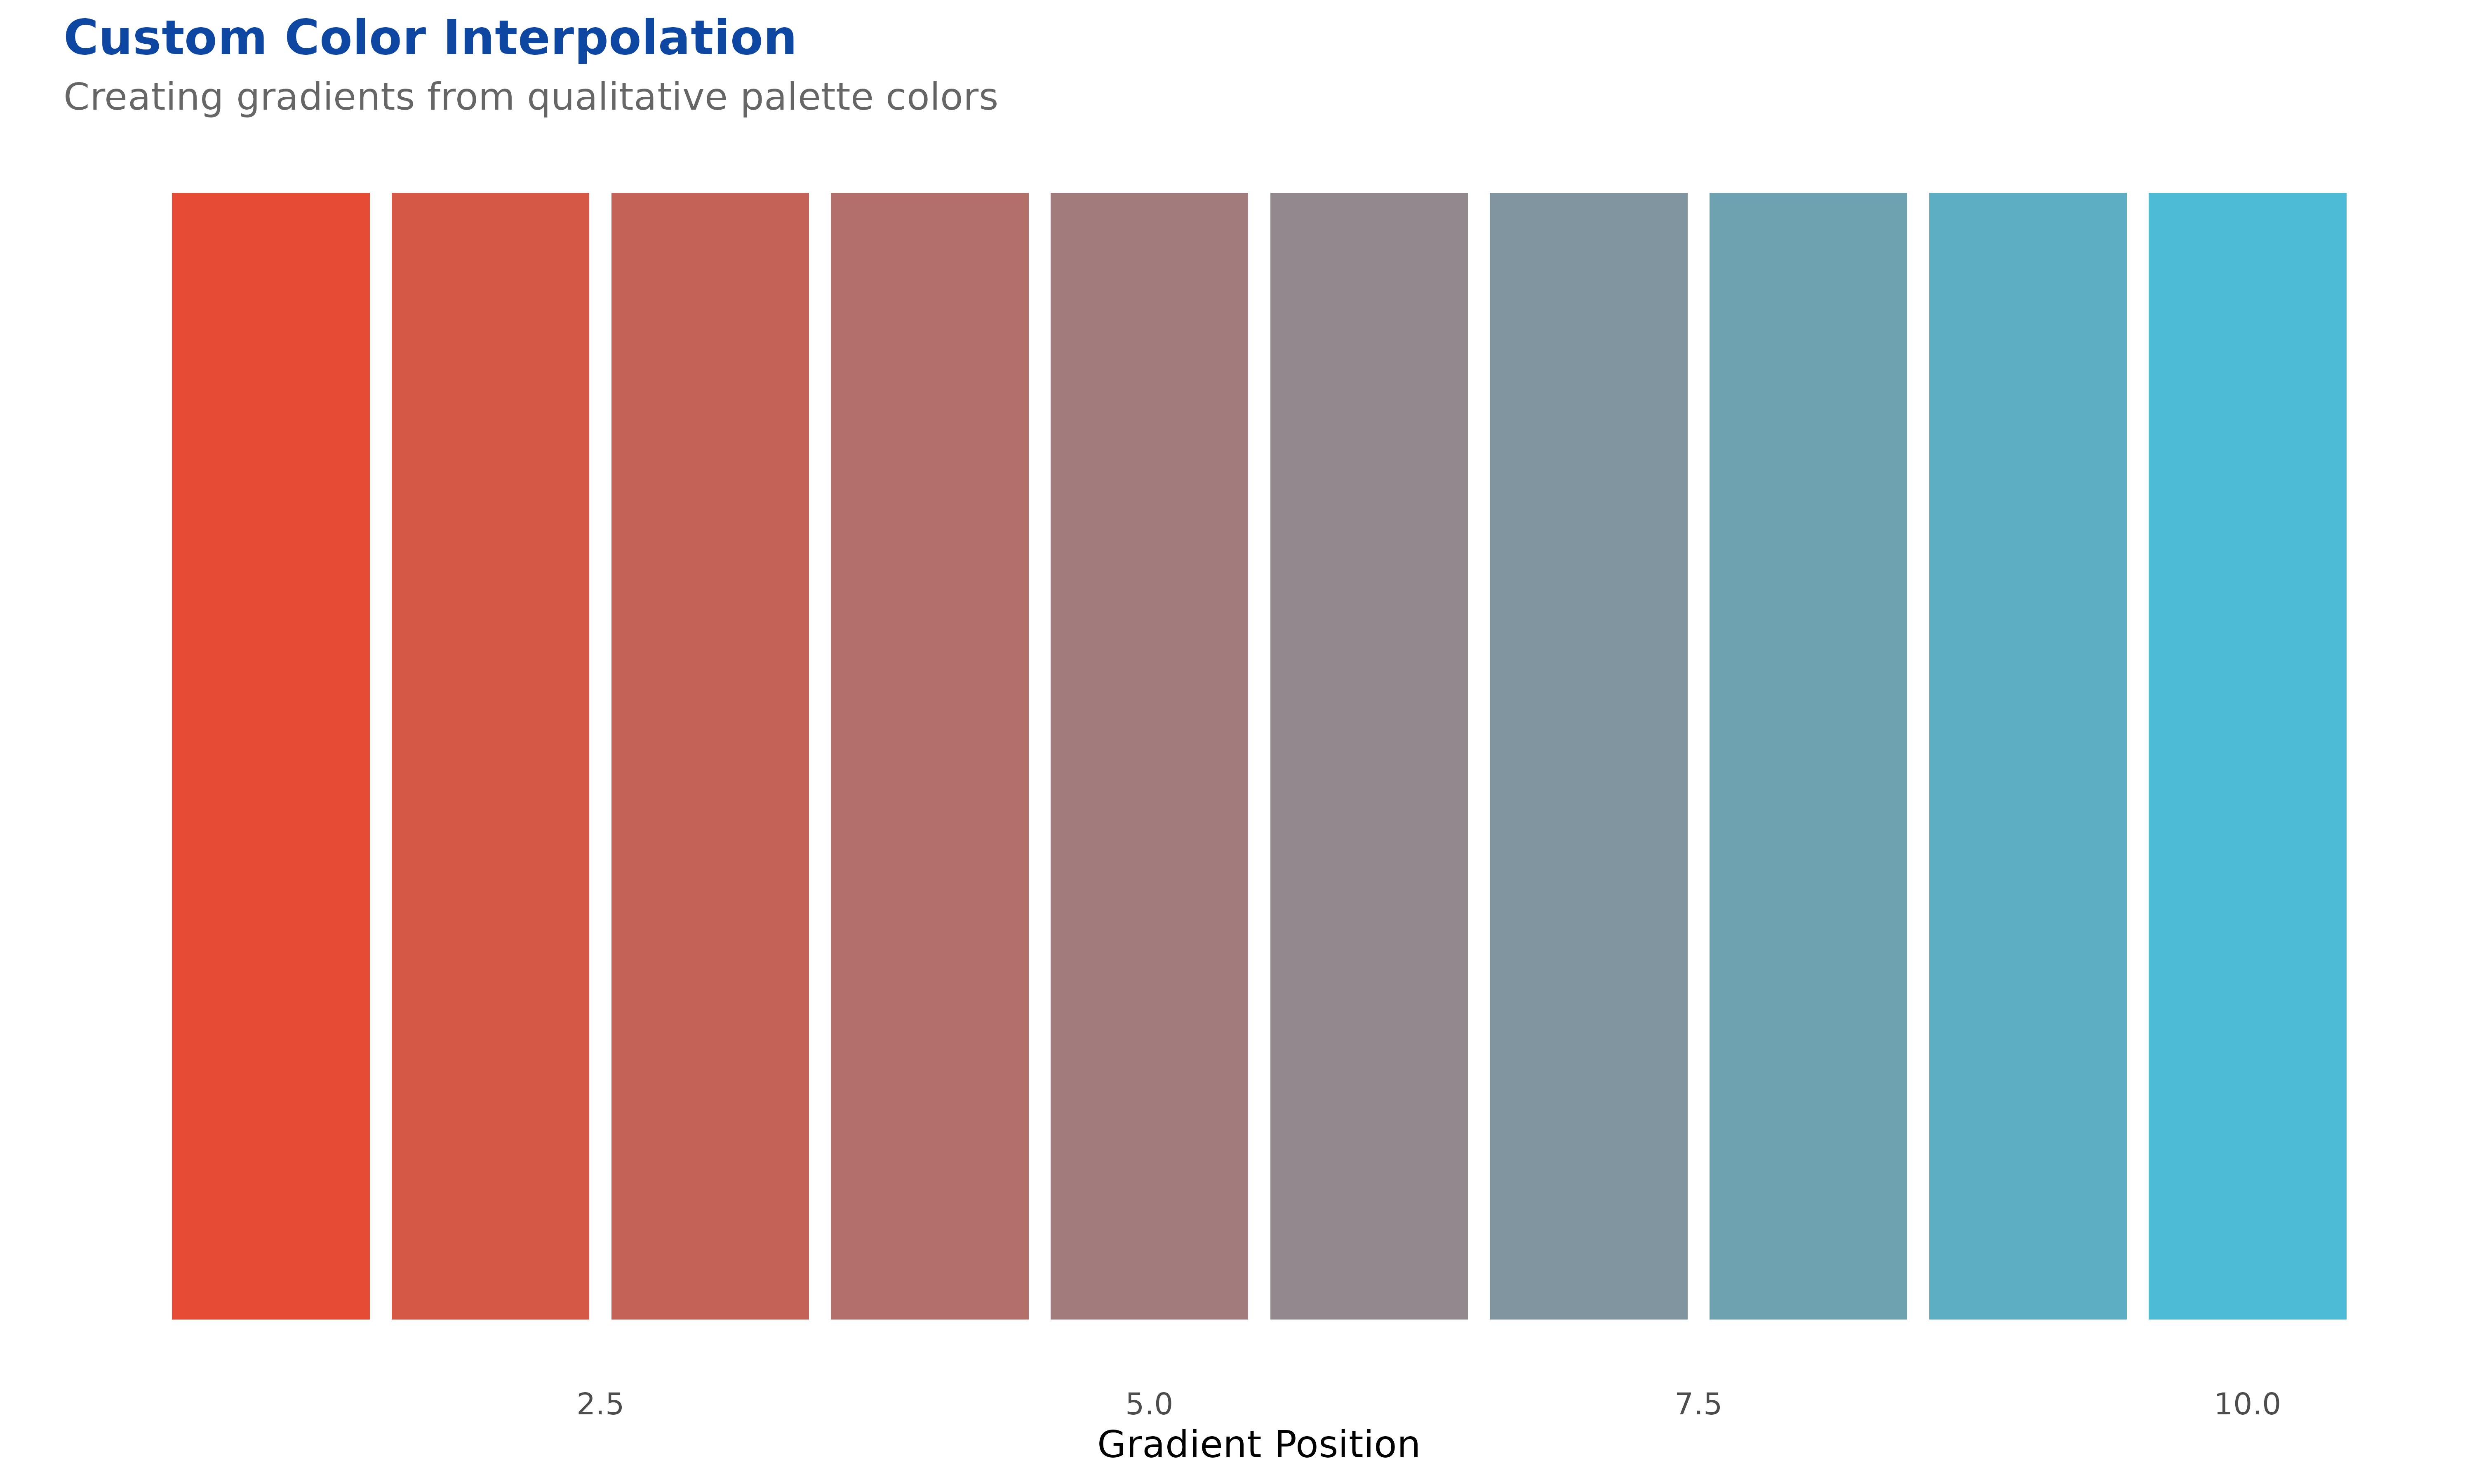 Custom Color Interpolation
Creating gradients from qualitative palette colors
2.5 5.0 7.5 10.0
Gradient Position